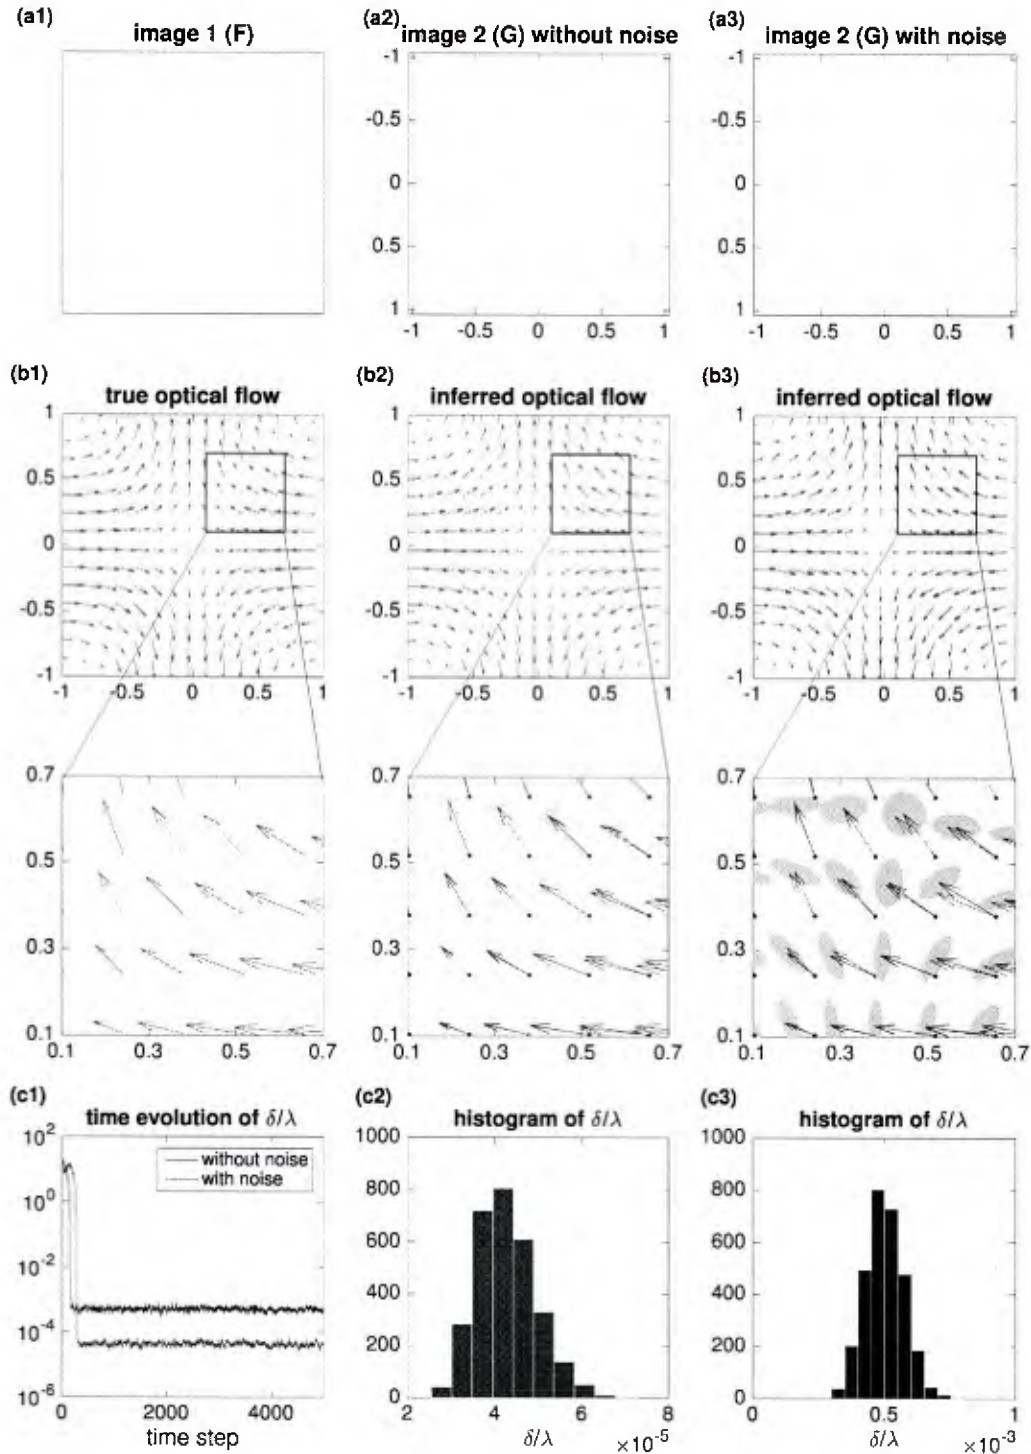 (a1)
image 1 (F)
(a2)
image 2 (G) without noise
-1
-0.5
0
0.5
1
-1 -0.5 0 0.5 1
(a3)
image 2 (G) with noise
-1
-0.5
0
0.5
1
-1 -0.5 0 0.5 1
(b1)
true optical flow
1
0.5
0
-0.5
-1
-1 -0.5 0 0.5 1
0.7
0.5
0.3
0.1
0.1 0.3 0.5 0.7
(b2)
inferred optical flow
1
0.5
0
-0.5
-1
-1 -0.5 0 0.5 1
0.7
0.5
0.3
0.1
0.1 0.3 0.5 0.7
(b3)
inferred optical flow
1
0.5
0
-0.5
-1
-1 -0.5 0 0.5 1
0.7
0.5
0.3
0.1
0.1 0.3 0.5 0.7
(c1)
time evolution of δ/λ
without noise
with noise
10^2
10^0
10^-2
10^-4
10^-6
0 2000 4000
time step
(c2)
histogram of δ/λ
1000
800
600
400
200
0
2 4 6 8
δ/λ ×10^-5
(c3)
histogram of δ/λ
1000
800
600
400
200
0
0 0.5 1
δ/λ ×10^-3